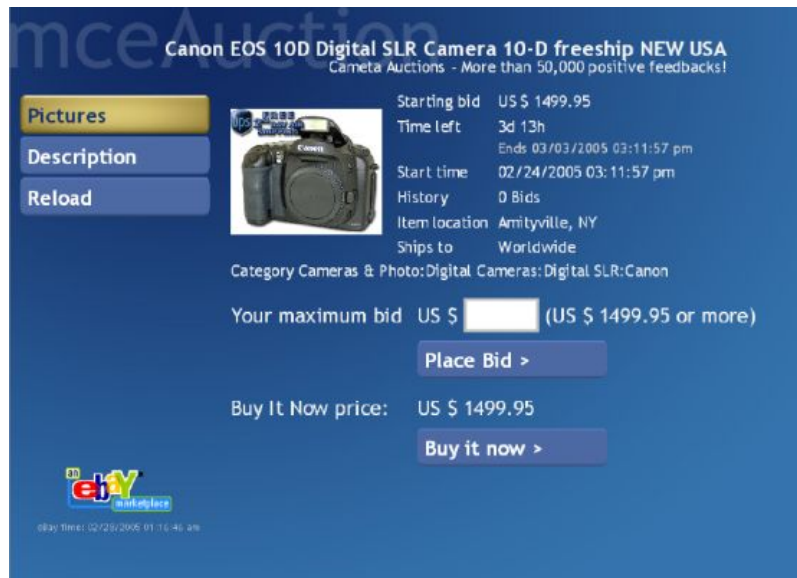 mceAuction
Canon EOS 10D Digital SLR Camera 10-D freeship NEW USA
Cameta Auctions - More than 50,000 positive feedbacks!
Pictures
Description
Reload
ups FREE
Canon
Starting bid US $ 1499.95
Time left 3d 13h
Ends 03/03/2005 03:11:57 pm
Start time 02/24/2005 03:11:57 pm
History 0 Bids
Item location Amityville, NY
Ships to Worldwide
Category Cameras & Photo:Digital Cameras:Digital SLR:Canon
Your maximum bid US $ (US $ 1499.95 or more)
Place Bid >
Buy It Now price: US $ 1499.95
Buy it now >
an
ebY
marketplace
eBay time: 02/28/2005 01:16:46 am